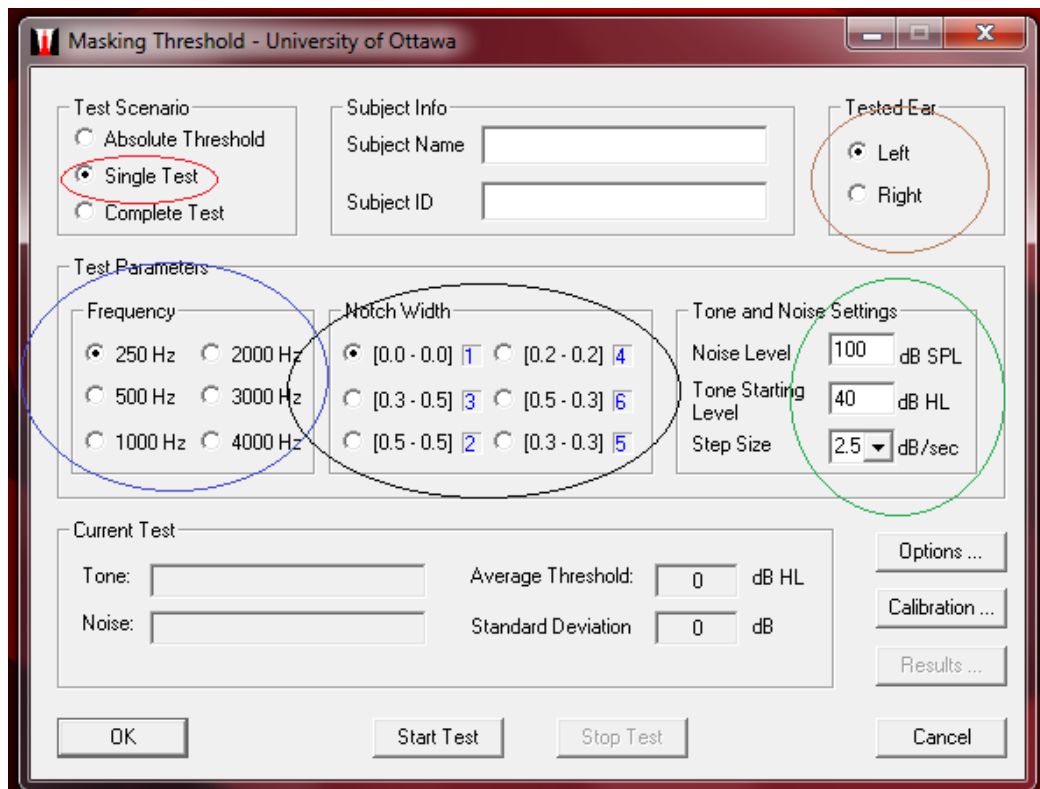 Masking Threshold - University of Ottawa
Test Scenario
Absolute Threshold
Single Test
Complete Test
Subject Info
Subject Name
Subject ID
Tested Ear
Left
Right
Test Parameters
Frequency
250 Hz 2000 Hz
500 Hz 3000 Hz
1000 Hz 4000 Hz
Notch Width
[0.0 - 0.0] 1 [0.2 - 0.2] 4
[0.3 - 0.5] 3 [0.5 - 0.3] 6
[0.5 - 0.5] 2 [0.3 - 0.3] 5
Tone and Noise Settings
Noise Level 100 dB SPL
Tone Starting
Level 40 dB HL
Step Size 2.5 dB/sec
Current Test
Tone:
Noise:
Average Threshold: 0 dB HL
Standard Deviation 0 dB
Options ...
Calibration ...
Results ...
OK
Start Test
Stop Test
Cancel